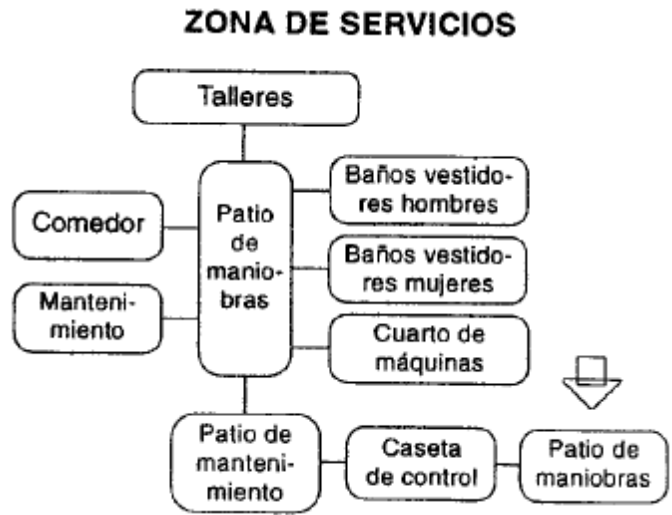 ZONA DE SERVICIOS
Talleres
Comedor
Manteni-
miento
Patio
de
manio-
bras
Baños vestido-
res hombres
Baños vestido-
res mujeres
Cuarto de
máquinas
Patio de
manteni-
miento
Caseta
de control
Patio de
maniobras